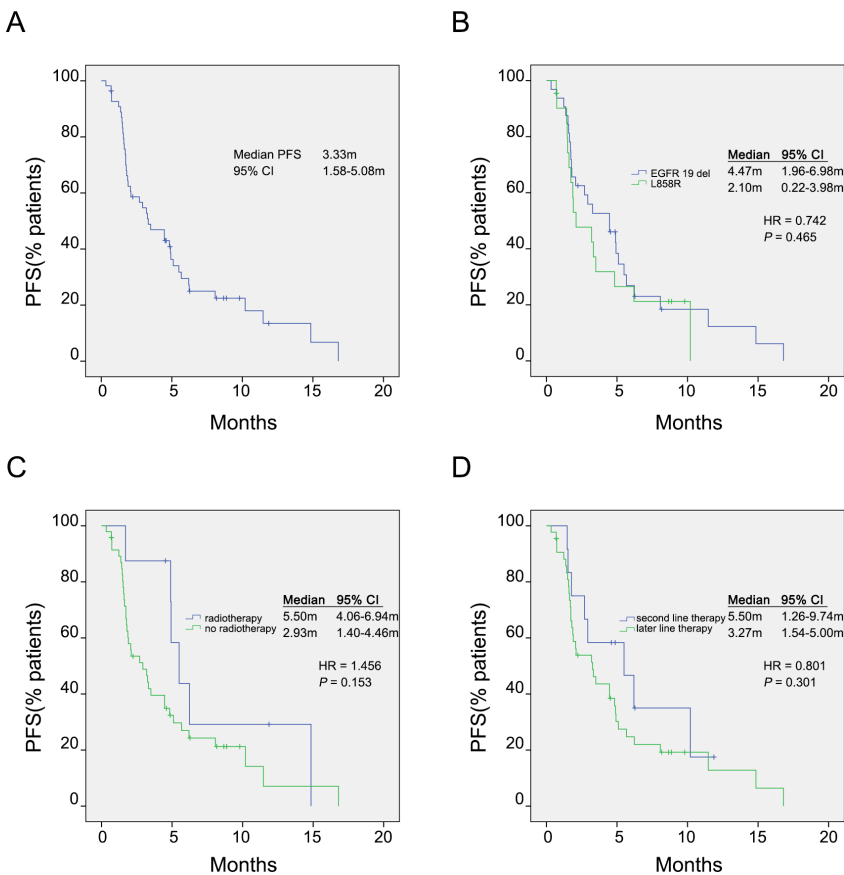 A
100
80
60
40
20
0
PFS(% patients)
Median PFS 3.33m
95% CI 1.58-5.08m
0 5 10 15 20
Months
B
100
80
60
40
20
0
PFS(% patients)
Median 95% CI
EGFR 19 del 4.47m 1.96-6.98m
L858R 2.10m 0.22-3.98m
HR = 0.742
P = 0.465
0 5 10 15 20
Months
C
100
80
60
40
20
0
PFS(% patients)
Median 95% CI
radiotherapy 5.50m 4.06-6.94m
no radiotherapy 2.93m 1.40-4.46m
HR = 1.456
P = 0.153
0 5 10 15 20
Months
D
100
80
60
40
20
0
PFS(% patients)
Median 95% CI
second line therapy 5.50m 1.26-9.74m
later line therapy 3.27m 1.54-5.00m
HR = 0.801
P = 0.301
0 5 10 15 20
Months